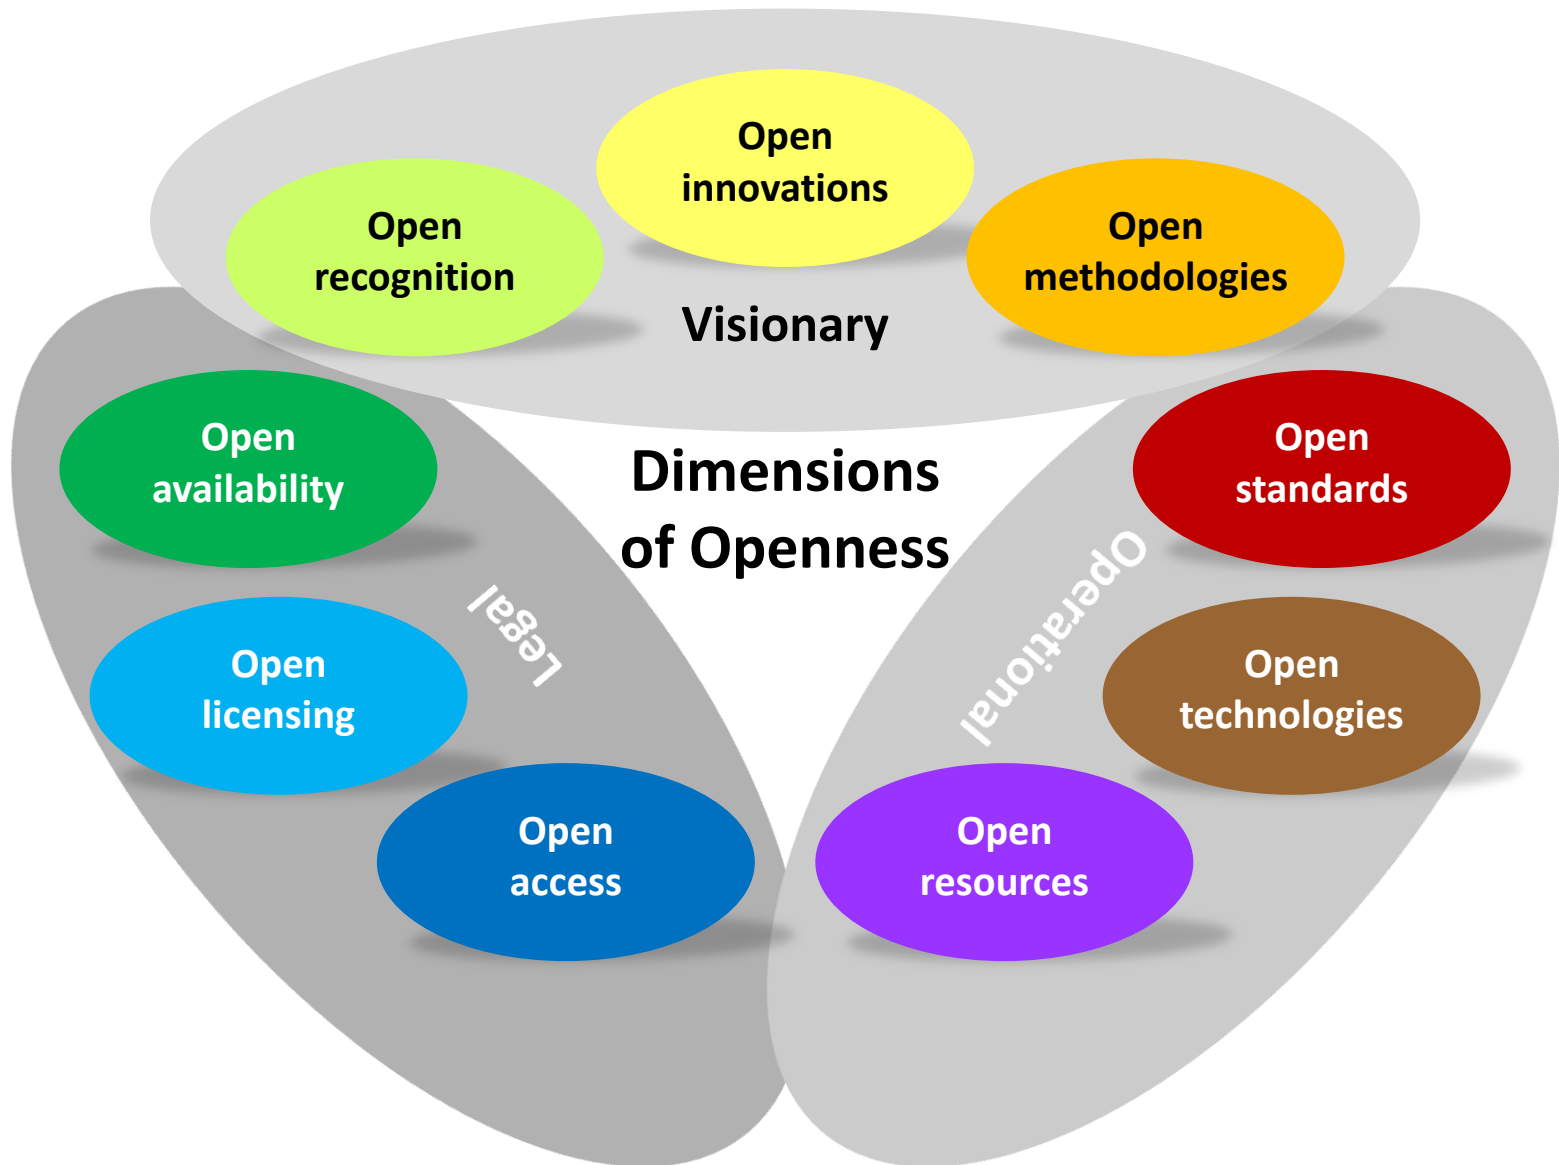 Open
innovations
Open
recognition
Open
methodologies
Visionary
Open
availability
Dimensions
of Openness
Open
standards
Legal
Operational
Open
licensing
Open
technologies
Open
access
Open
resources